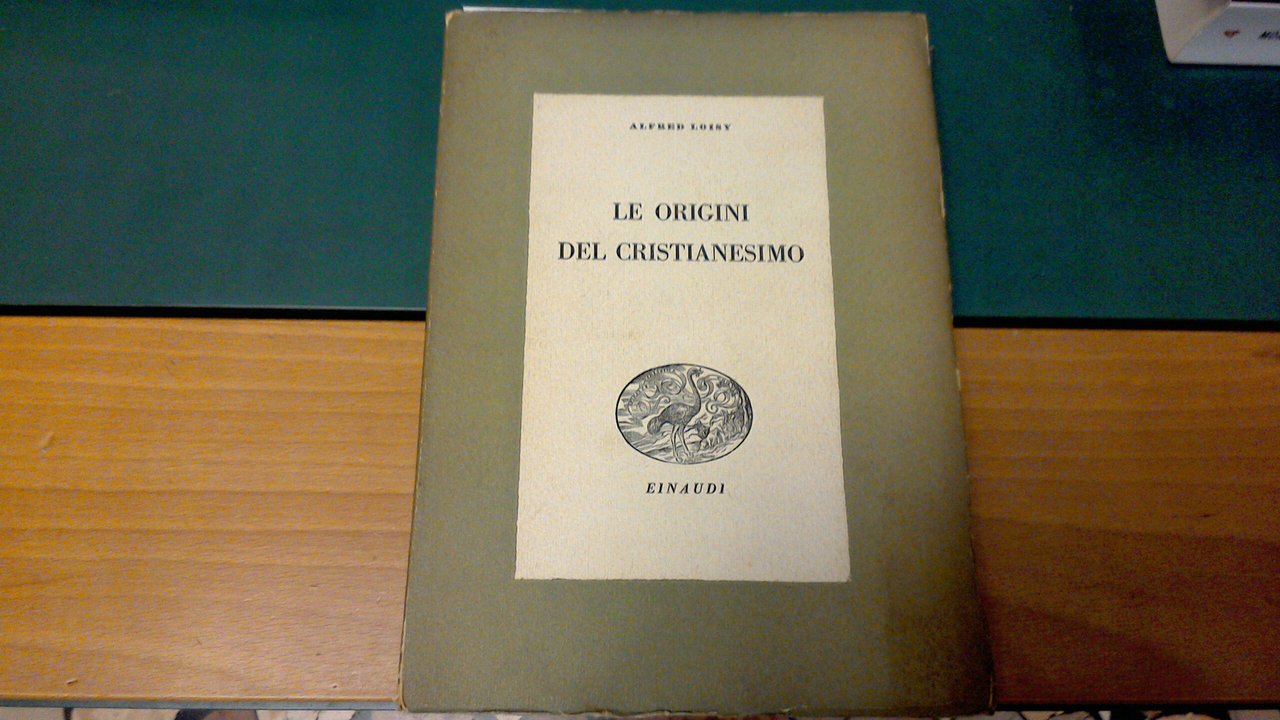 ALFRED LOISY
LE ORIGINI
DEL CRISTIANESIMO
EINAUDI